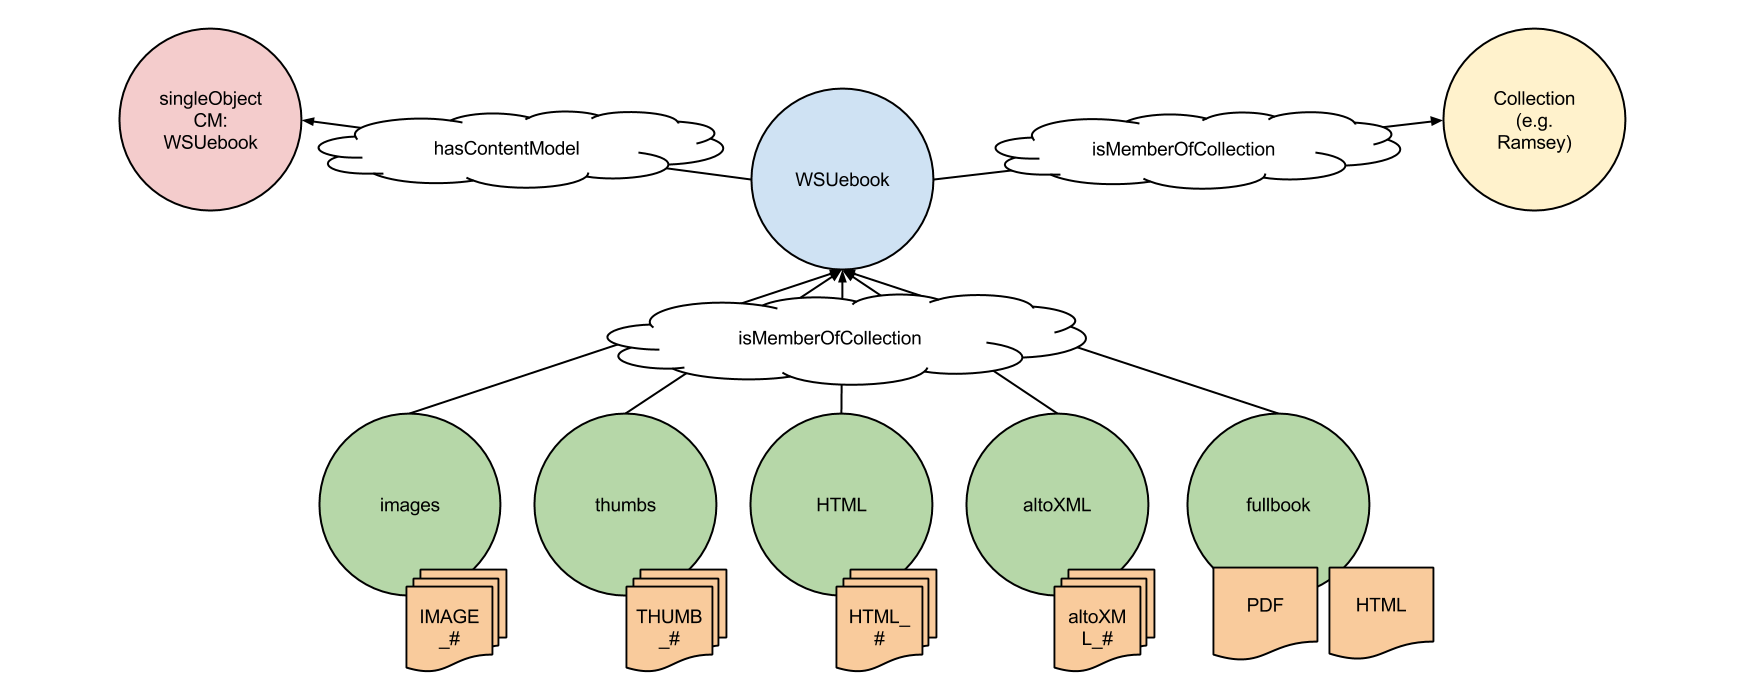 singleObject
CM:
WSUebook
hasContentModel
WSUebook
isMemberOfCollection
Collection
(e.g.
Ramsey)
isMemberOfCollection
images
thumbs
HTML
altoXML
fullbook
IMAGE
_#
THUMB
_#
HTML_
#
altoXM
L_#
PDF
HTML